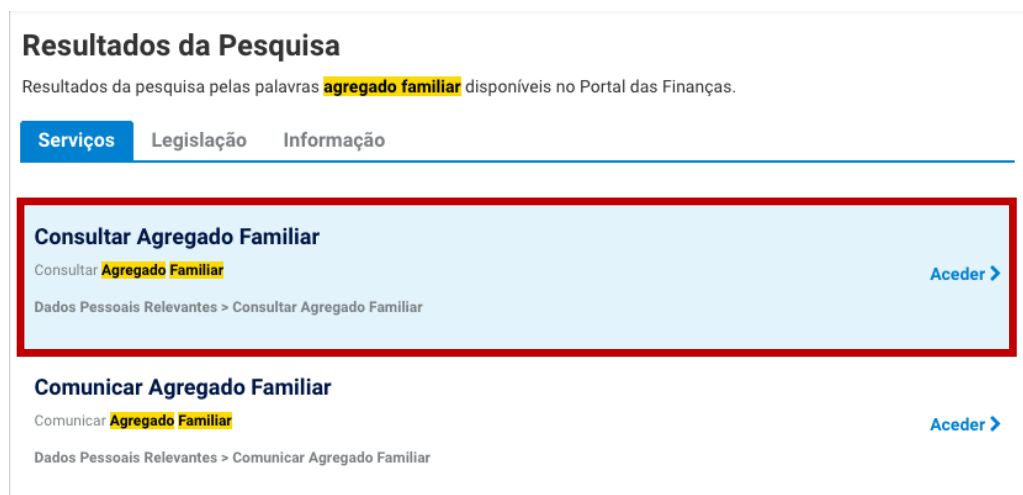 Resultados da Pesquisa
Resultados da pesquisa pelas palavras agregado familiar disponíveis no Portal das Finanças.
Serviços Legislação Informação
Consultar Agregado Familiar
Consultar Agregado Familiar
Aceder
Dados Pessoais Relevantes > Consultar Agregado Familiar
Comunicar Agregado Familiar
Comunicar Agregado Familiar
Aceder
Dados Pessoais Relevantes > Comunicar Agregado Familiar